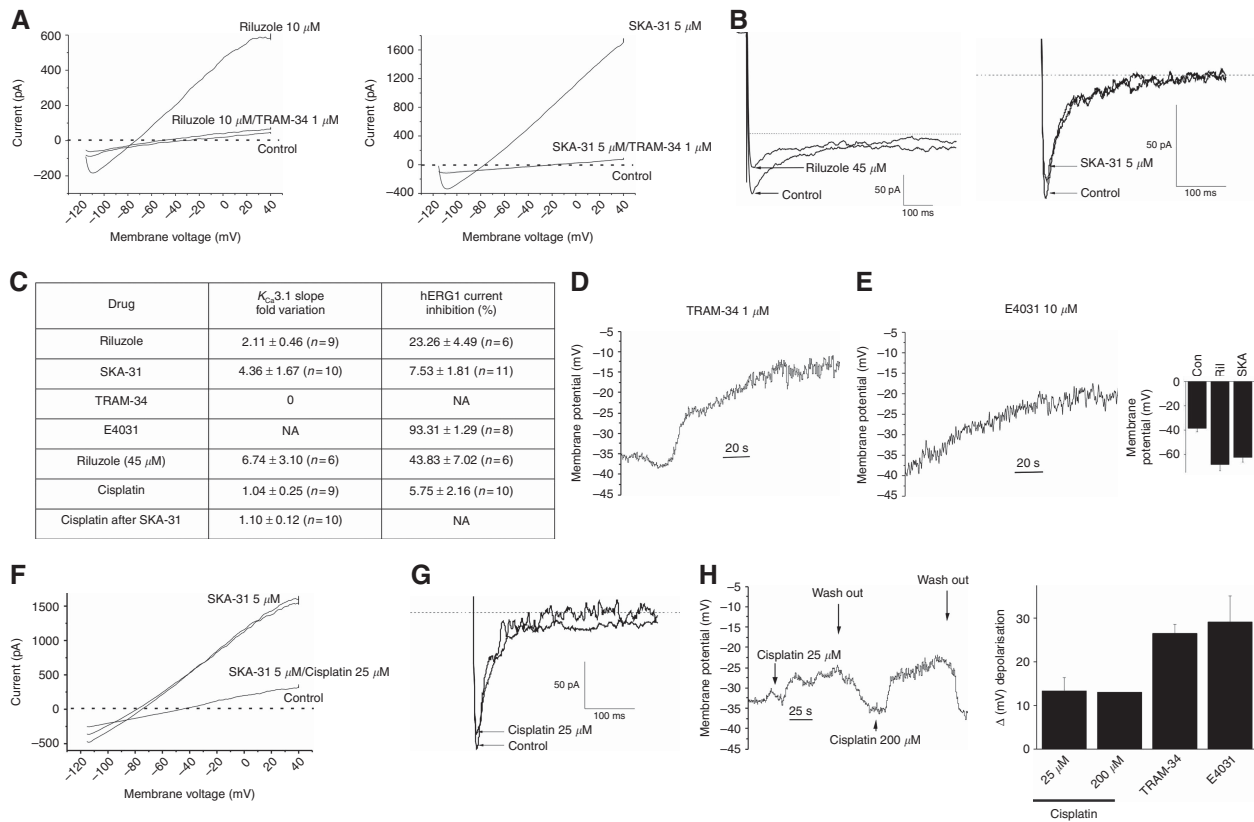 A
Riluzole 10 μM
600
400
200
0
−200
Current (pA)
Riluzole 10 μM/TRAM-34 1 μM
Control
−120
−100
−80
−60
−40
−20
0
20
40
Membrane voltage (mV)
SKA-31 5 μM
1600
1200
800
400
0
−400
Current (pA)
SKA-31 5 μM/TRAM-34 1 μM
Control
−120
−100
−80
−60
−40
−20
0
20
40
Membrane voltage (mV)
B
Riluzole 45 μM
Control
50 pA
100 ms
SKA-31 5 μM
Control
50 pA
100 ms
C
Drug
KCa3.1 slope
fold variation
hERG1 current
inhibition (%)
Riluzole
2.11 ± 0.46 (n=9)
23.26 ± 4.49 (n=6)
SKA-31
4.36 ± 1.67 (n=10)
7.53 ± 1.81 (n=11)
TRAM-34
0
NA
E4031
NA
93.31 ± 1.29 (n=8)
Riluzole (45 μM)
6.74 ± 3.10 (n=6)
43.83 ± 7.02 (n=6)
Cisplatin
1.04 ± 0.25 (n=9)
5.75 ± 2.16 (n=10)
Cisplatin after SKA-31
1.10 ± 0.12 (n=10)
NA
D
TRAM-34 1 μM
−5
−10
−15
−20
−25
−30
−35
−40
−45
Membrane potential (mV)
20 s
E
E4031 10 μM
−5
−10
−15
−20
−25
−30
−35
−40
−45
Membrane potential (mV)
20 s
Con
Ril
SKA
0
−20
−40
−60
Membrane
potential (mV)
F
1500
1000
500
0
−500
Current (pA)
SKA-31 5 μM
SKA-31 5 μM/Cisplatin 25 μM
Control
−120
−100
−80
−60
−40
−20
0
20
40
Membrane voltage (mV)
G
Cisplatin 25 μM
Control
50 pA
100 ms
H
−5
−10
−15
−20
−25
−30
−35
−40
−45
Membrane potential (mV)
Wash out
Wash out
Cisplatin 25 μM
25 s
Cisplatin 200 μM
30
20
10
0
Δ (mV) depolarisation
25 μM
200 μM
TRAM-34
E4031
Cisplatin